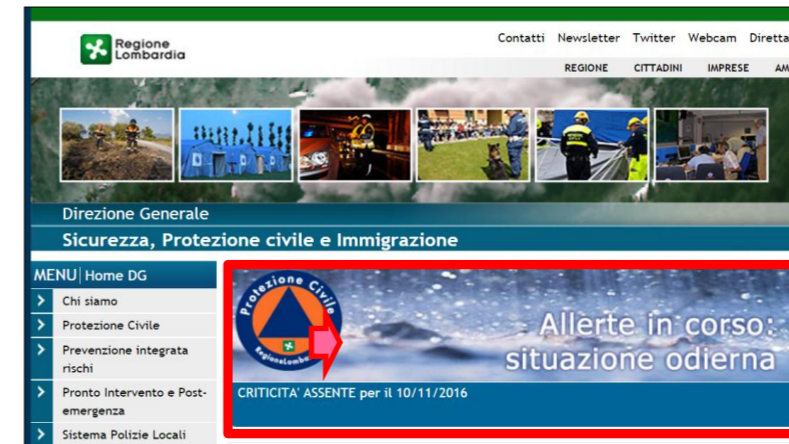 Regione
Lombardia
Contatti Newsletter Twitter Webcam Diretta
REGIONE CITTADINI IMPRESE AM
Direzione Generale
Sicurezza, Protezione civile e Immigrazione
MENU| Home DG
Chi siamo
Protezione Civile
Prevenzione integrata
rischi
Pronto Intervento e Post-
emergenza
Sistema Polizie Locali
Protezione Civile
Allerte in corso:
situazione odierna
CRITICITA' ASSENTE per il 10/11/2016